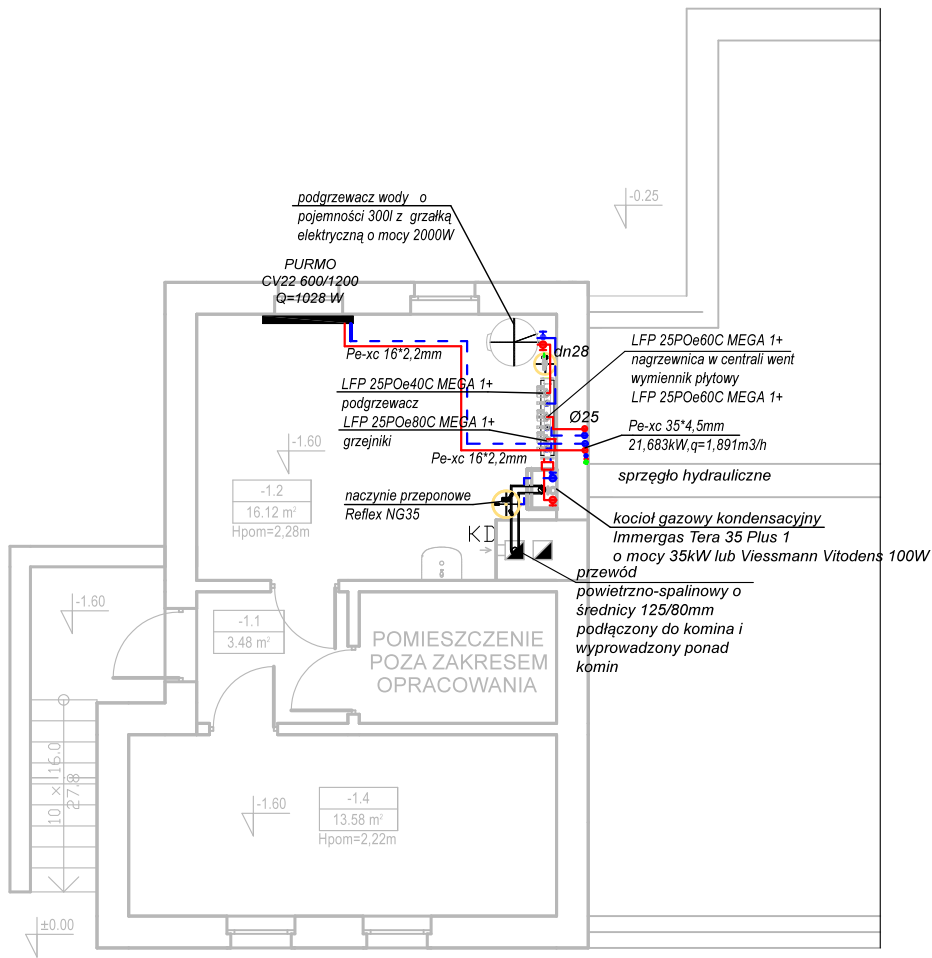 -0.25
podgrzewacz wody o
pojemności 300l z grzałką
elektryczną o mocy 2000W
PURMO
CV22 600/1200
Q=1028 W
Pe-xc 16*2,2mm
dn28
LFP 25POe60C MEGA 1+
nagrzewnica w centrali went
wymiennik płytowy
LFP 25POe60C MEGA 1+
LFP 25POe40C MEGA 1+
podgrzewacz
LFP 25POe80C MEGA 1+
grzejniki
Ø25
Pe-xc 35*4,5mm
21,683kW,q=1,891m3/h
Pe-xc 16*2,2mm
sprzęgło hydrauliczne
-1.60
-1.2
16.12 m²
Hpom=2,28m
naczynie przeponowe
Reflex NG35
KD
kocioł gazowy kondensacyjny
Immergas Tera 35 Plus 1
o mocy 35kW lub Viessmann Vitodens 100W
przewód
powietrzno-spalinowy o
średnicy 125/80mm
podłączony do komina i
wyprowadzony ponad
komin
-1.60
-1.1
3.48 m²
POMIESZCZENIE
POZA ZAKRESEM
OPRACOWANIA
10 x 16.0
27.8
-1.60
-1.4
13.58 m²
Hpom=2,22m
±0.00